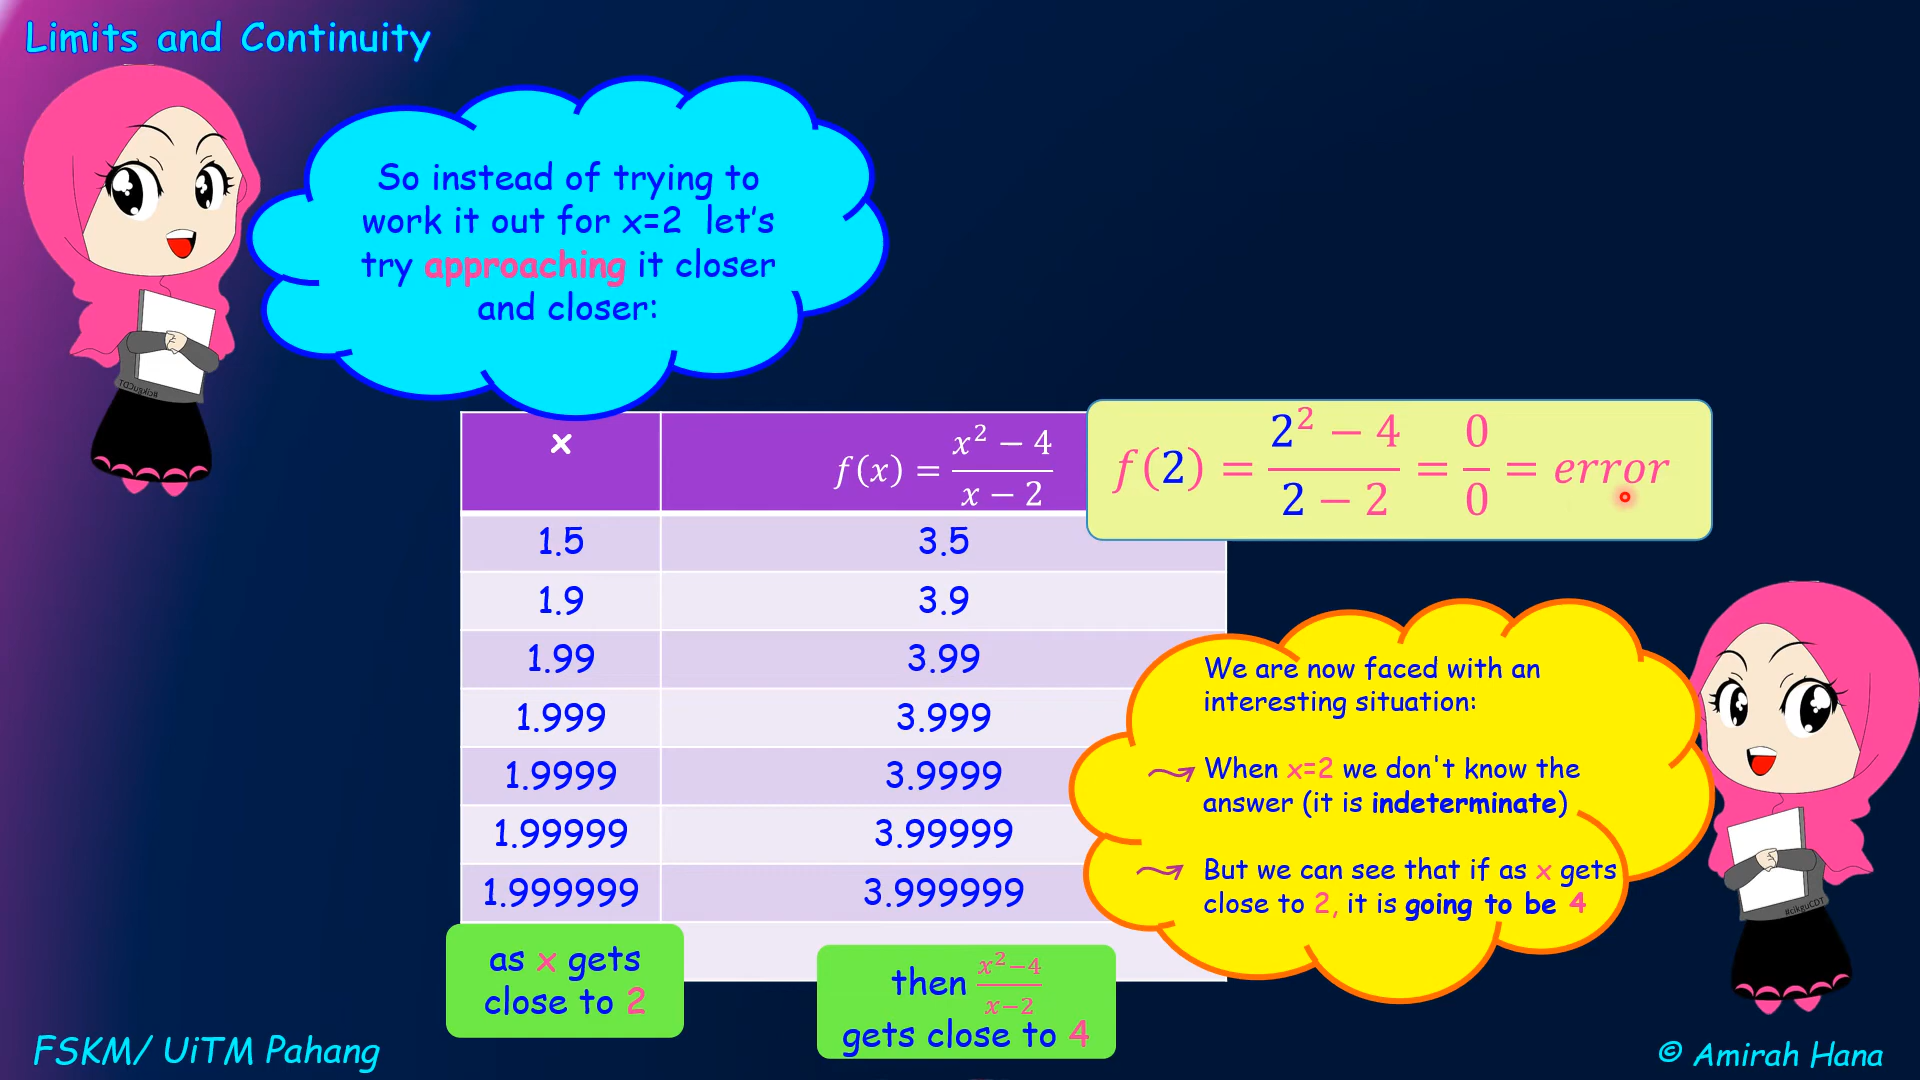 Limits and Continuity
So instead of trying to
work it out for x=2 let's
try approaching it closer
and closer:
x
f(x) = x² − 4 / x − 2
f(2) = 2² − 4 / 2 − 2 = 0 / 0 = error
1.5 3.5
1.9 3.9
1.99 3.99
1.999 3.999
1.9999 3.9999
1.99999 3.99999
1.999999 3.999999
We are now faced with an
interesting situation:
When x=2 we don't know the
answer (it is indeterminate)
But we can see that if as x gets
close to 2, it is going to be 4
as x gets
close to 2
then x²−4 / x−2
gets close to 4
#cikguCDT
#cikguCDT
FSKM/ UiTM Pahang
© Amirah Hana